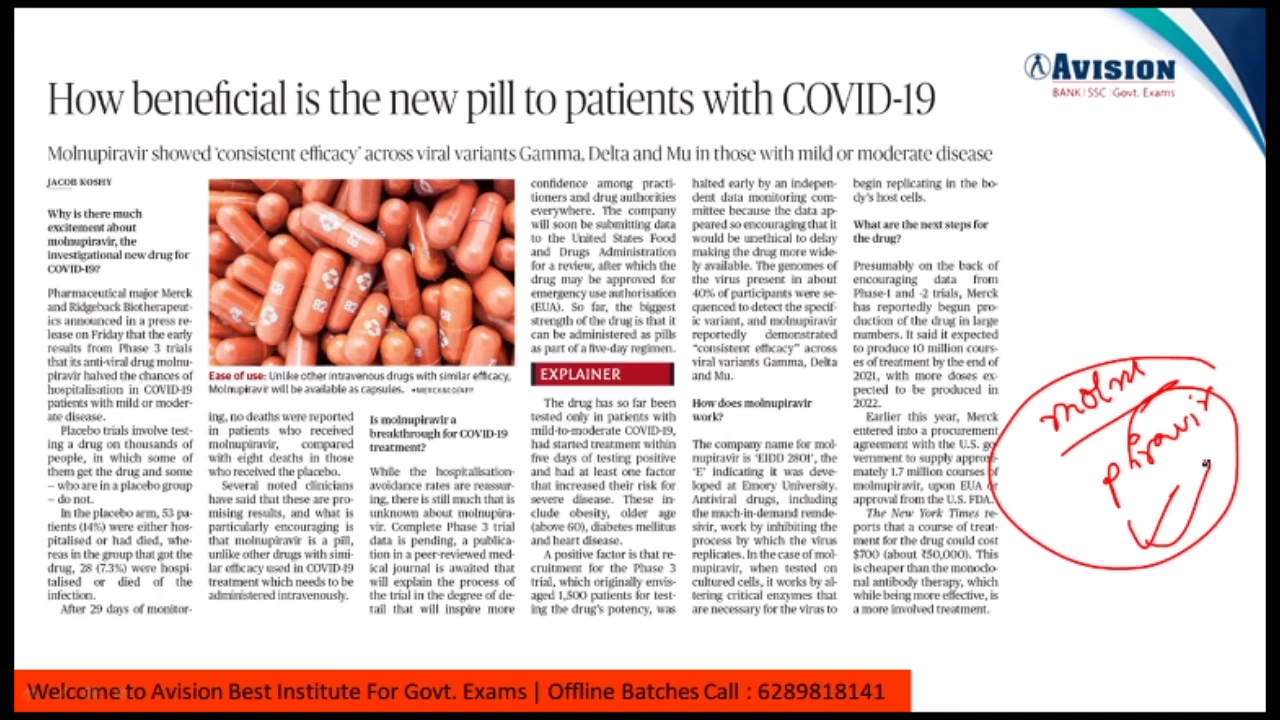 AVISION
BANK|SSC|Govt. Exams
How beneficial is the new pill to patients with COVID-19
Molnupiravir showed ‘consistent efficacy’ across viral variants Gamma, Delta and Mu in those with mild or moderate disease
JACOB KOSHY
Why is there much
excitement about
molnupiravir, the
investigational new drug for
COVID-19?
Pharmaceutical major Merck
and Ridgeback Biotherapeut-
ics announced in a press re-
lease on Friday that the early
results from Phase 3 trials
that its anti-viral drug molnu-
piravir halved the chances of
hospitalisation in COVID-19
patients with mild or moder-
ate disease.
Placebo trials involve test-
ing a drug on thousands of
people, in which some of
them get the drug and some
– who are in a placebo group
– do not.
In the placebo arm, 53 pa-
tients (14%) were either hos-
pitalised or had died, whe-
reas in the group that got the
drug, 28 (7.3%) were hospi-
talised or died of the
infection.
After 29 days of monitor-
Ease of use: Unlike other intravenous drugs with similar efficacy,
Molnupiravir will be available as capsules. •MERCK&CO/AFP
ing, no deaths were reported
in patients who received
molnupiravir, compared
with eight deaths in those
who received the placebo.
Several noted clinicians
have said that these are pro-
mising results, and what is
particularly encouraging is
that molnupiravir is a pill,
unlike other drugs with simi-
lar efficacy used in COVID-19
treatment which needs to be
administered intravenously.
Is molnupiravir a
breakthrough for COVID-19
treatment?
While the hospitalisation-
avoidance rates are reassur-
ing, there is still much that is
unknown about molnupira-
vir. Complete Phase 3 trial
data is pending, a publica-
tion in a peer-reviewed med-
ical journal is awaited that
will explain the process of
the trial in the degree of de-
tail that will inspire more
confidence among practi-
tioners and drug authorities
everywhere. The company
will soon be submitting data
to the United States Food
and Drugs Administration
for a review, after which the
drug may be approved for
emergency use authorisation
(EUA). So far, the biggest
strength of the drug is that it
can be administered as pills
as part of a five-day regimen.
EXPLAINER
The drug has so far been
tested only in patients with
mild-to-moderate COVID-19,
had started treatment within
five days of testing positive
and had at least one factor
that increased their risk for
severe disease. These in-
clude obesity, older age
(above 60), diabetes mellitus
and heart disease.
A positive factor is that re-
cruitment for the Phase 3
trial, which originally envis-
aged 1,500 patients for test-
ing the drug's potency, was
halted early by an indepen-
dent data monitoring com-
mittee because the data ap-
peared so encouraging that it
would be unethical to delay
making the drug more wide-
ly available. The genomes of
the virus present in about
40% of participants were se-
quenced to detect the specif-
ic variant, and molnupiravir
reportedly demonstrated
“consistent efficacy” across
viral variants Gamma, Delta
and Mu.
How does molnupiravir
work?
The company name for mol-
nupiravir is ‘EIDD 2801’, the
‘E’ indicating it was deve-
loped at Emory University.
Antiviral drugs, including
the much-in-demand remde-
sivir, work by inhibiting the
process by which the virus
replicates. In the case of mol-
nupiravir, when tested on
cultured cells, it works by al-
tering critical enzymes that
are necessary for the virus to
begin replicating in the bo-
dy's host cells.
What are the next steps for
the drug?
Presumably on the back of
encouraging data from
Phase-1 and -2 trials, Merck
has reportedly begun pro-
duction of the drug in large
numbers. It said it expected
to produce 10 million cours-
es of treatment by the end of
2021, with more doses ex-
pected to be produced in
2022.
Earlier this year, Merck
entered into a procurement
agreement with the U.S. go
vernment to supply approxi-
mately 1.7 million courses of
molnupiravir, upon EUA or
approval from the U.S. FDA.
The New York Times re-
ports that a course of treat-
ment for the drug could cost
$700 (about ₹50,000). This
is cheaper than the monoclo-
nal antibody therapy, which
while being more effective, is
a more involved treatment.
Welcome to Avision Best Institute For Govt. Exams | Offline Batches Call : 6289818141